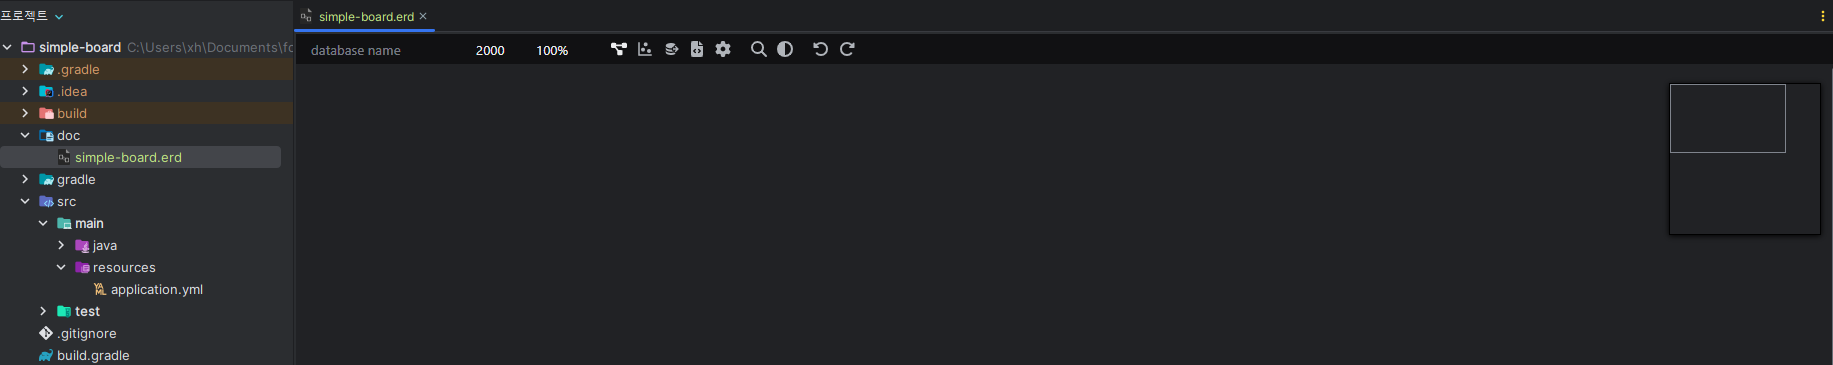 프로젝트
simple-board C:\Users\xh\Documents\fc
.gradle
.idea
build
doc
simple-board.erd
gradle
src
main
java
resources
application.yml
test
.gitignore
build.gradle
simple-board.erd
database name 2000 100%